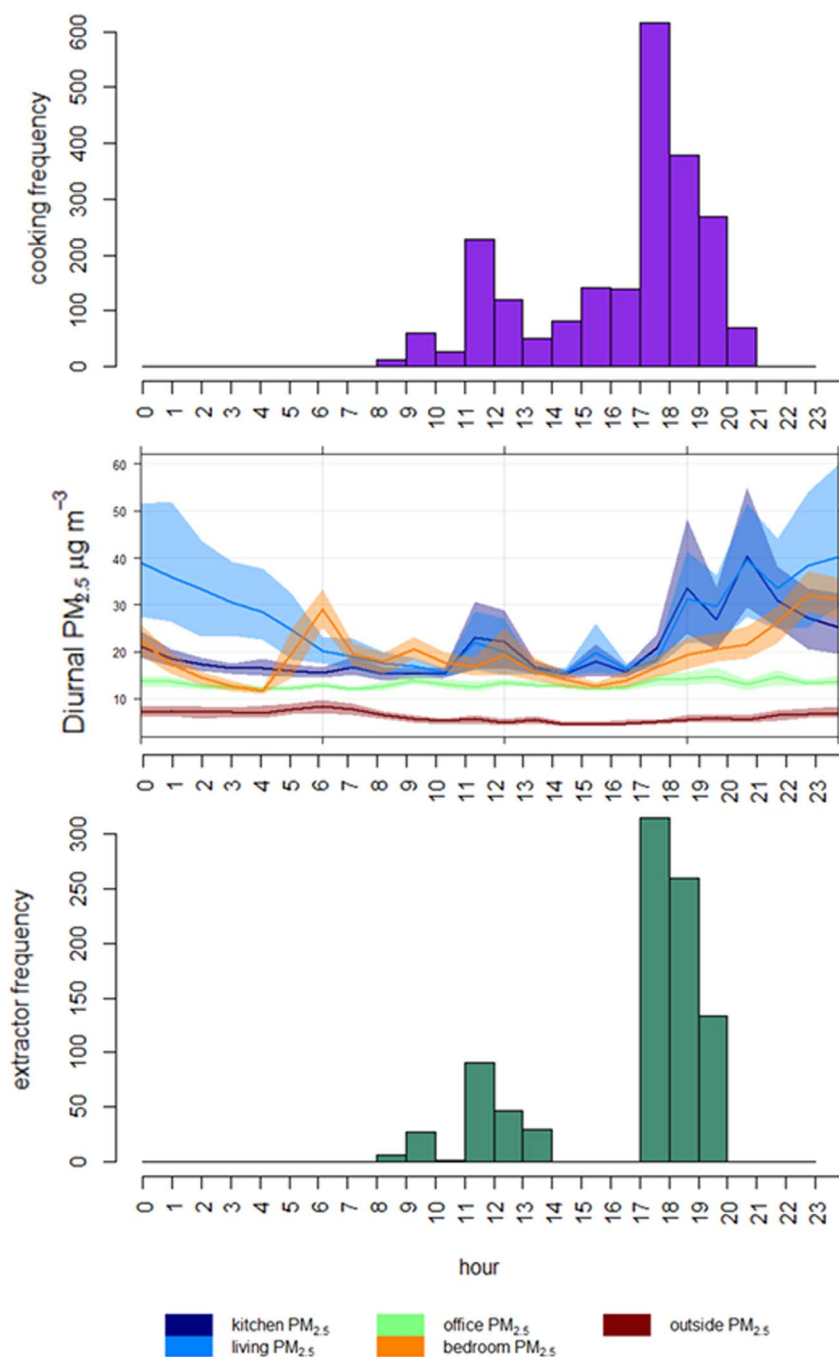 cooking frequency
600
500
400
300
200
100
0
0 1 2 3 4 5 6 7 8 9 10 11 12 13 14 15 16 17 18 19 20 21 22 23
Diurnal PM2.5 µg m−3
60
50
40
30
20
10
0 1 2 3 4 5 6 7 8 9 10 11 12 13 14 15 16 17 18 19 20 21 22 23
extractor frequency
300
250
200
150
100
50
0
0 1 2 3 4 5 6 7 8 9 10 11 12 13 14 15 16 17 18 19 20 21 22 23
hour
kitchen PM2.5 office PM2.5 outside PM2.5
living PM2.5 bedroom PM2.5